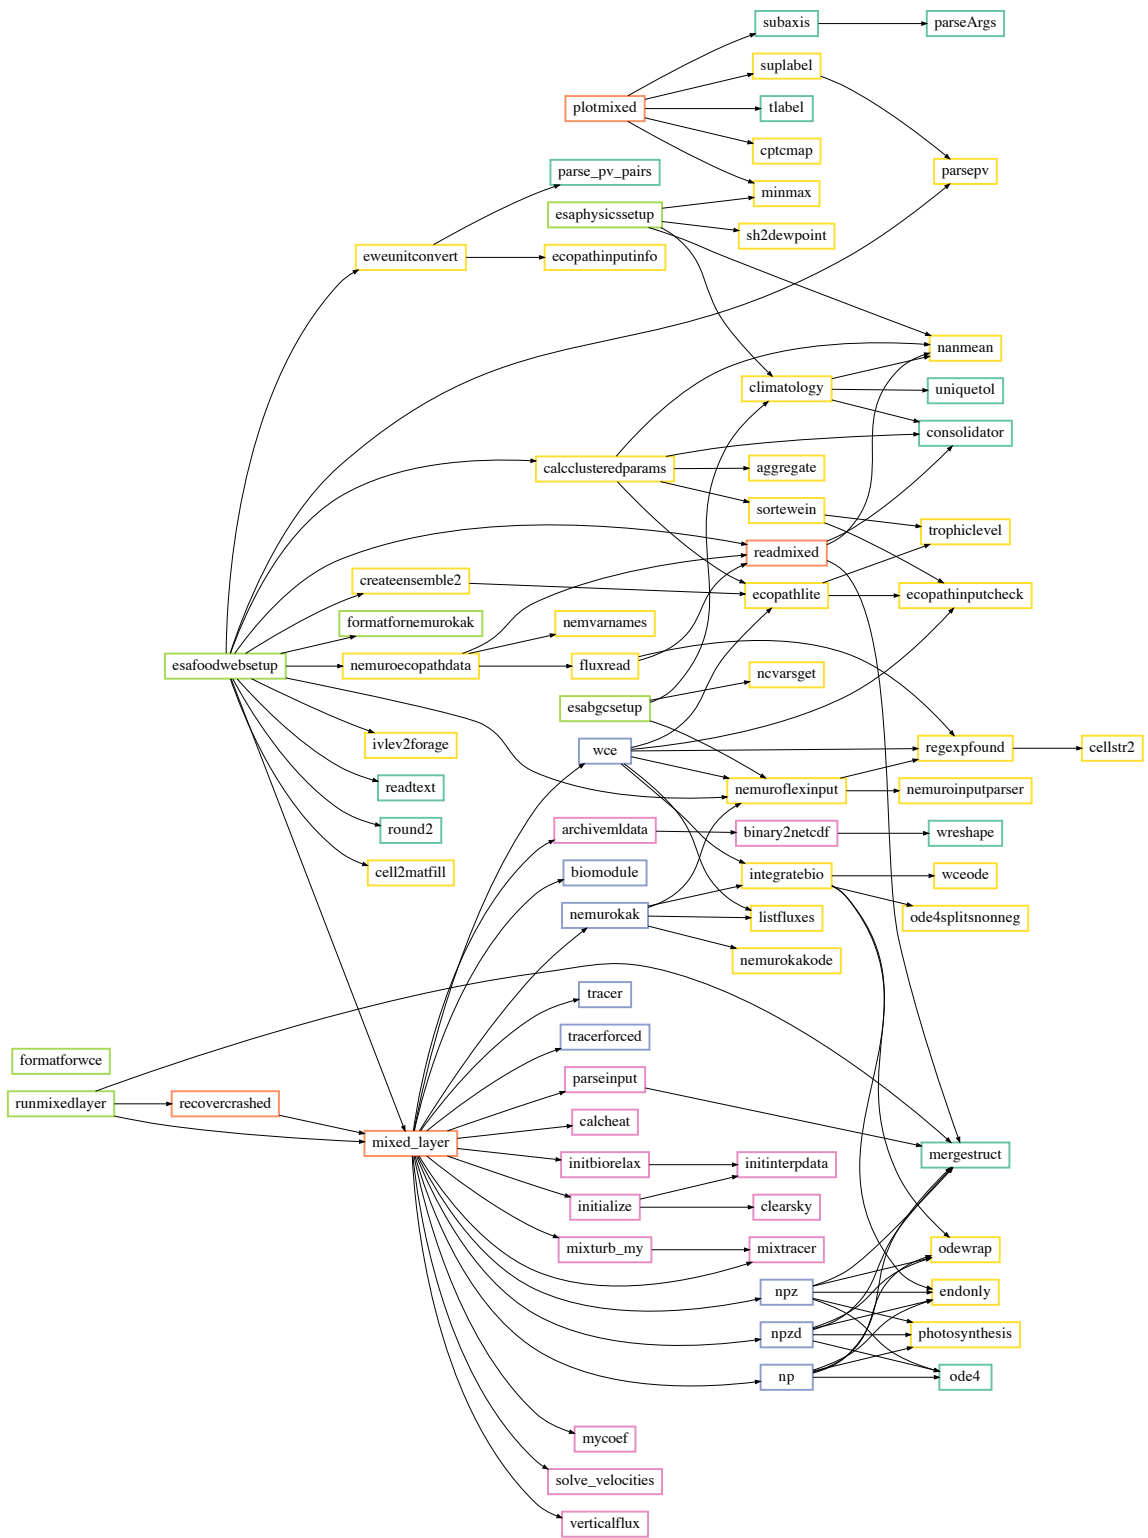 subaxis
parseArgs
suplabel
plotmixed
tlabel
cptcmap
parse_pv_pairs
parsepv
minmax
esaphysicssetup
sh2dewpoint
eweunitconvert
ecopathinputinfo
nanmean
climatology
uniquetol
consolidator
calcclusteredparams
aggregate
sortewein
trophiclevel
readmixed
createensemble2
ecopathlite
ecopathinputcheck
formatfornemurokak
nemvarnames
esafoodwebsetup
nemuroecopathdata
fluxread
ncvarsget
esabgcsetup
ivlev2forage
wce
regexpfound
cellstr2
readtext
nemuroflexinput
nemuroinputparser
round2
archivemldata
binary2netcdf
wreshape
cell2matfill
biomodule
integratebio
wceode
nemurokak
listfluxes
ode4splitsnonneg
nemurokakode
tracer
tracerforced
formatforwce
parseinput
runmixedlayer
recovercrashed
calcheat
mixed_layer
mergestruct
initbiorelax
initinterpdata
initialize
clearsky
mixturb_my
mixtracer
odewrap
npz
endonly
npzd
photosynthesis
np
ode4
mycoef
solve_velocities
verticalflux